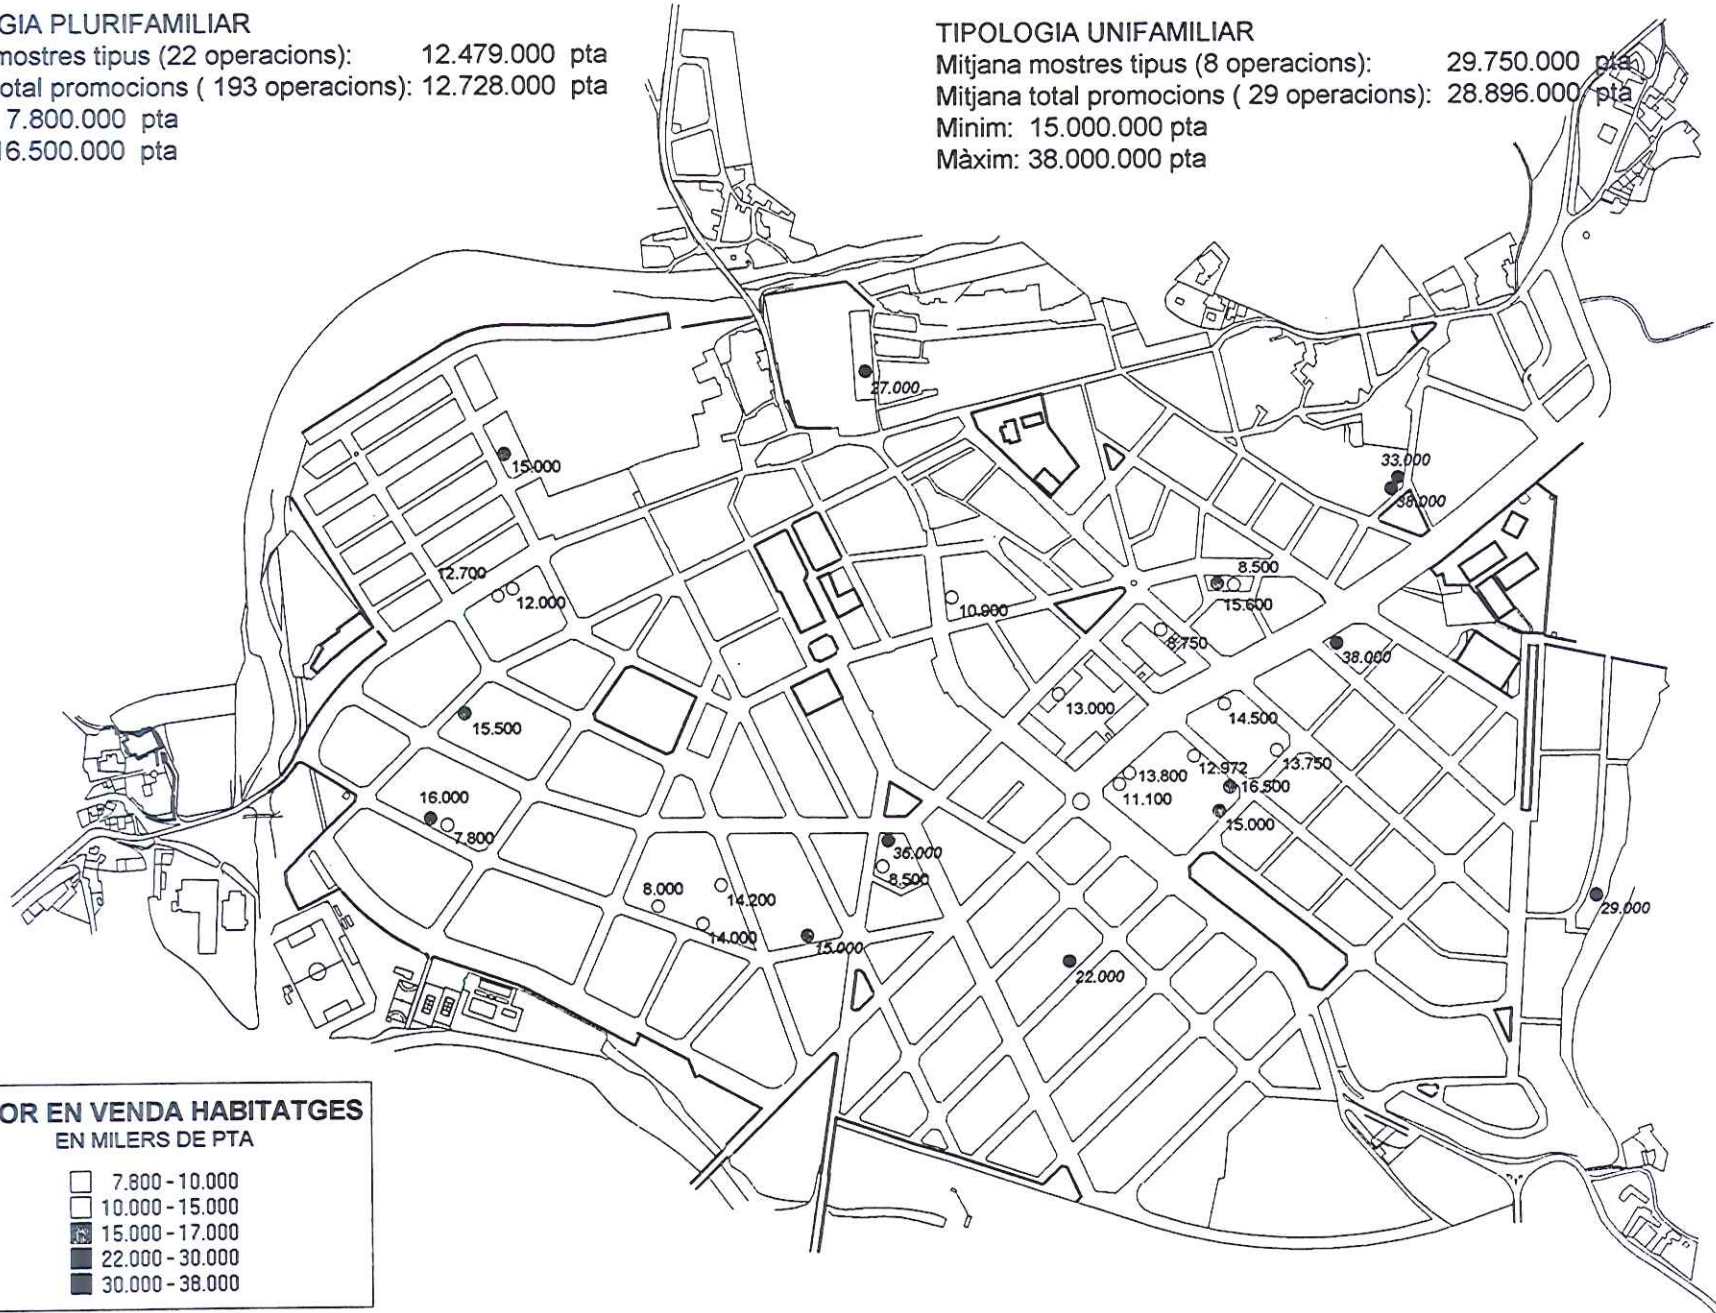 GIA PLURIFAMILIAR
mostres tipus (22 operacions): 12.479.000 pta
otal promocions ( 193 operacions): 12.728.000 pta
7.800.000 pta
16.500.000 pta
TIPOLOGIA UNIFAMILIAR
Mitjana mostres tipus (8 operacions): 29.750.000 pta
Mitjana total promocions ( 29 operacions): 28.896.000 pta
Minim: 15.000.000 pta
Màxim: 38.000.000 pta
27.000
15.000
33.000
38.000
12.700
12.000
10.900
8.500
15.600
8.750
38.000
13.000
14.500
15.500
12.972
13.750
13.800
11.100
16.500
15.000
16.000
7.800
36.000
8.500
8.000
14.200
14.000
15.000
29.000
22.000
OR EN VENDA HABITATGES
EN MILERS DE PTA
7.800 - 10.000
10.000 - 15.000
15.000 - 17.000
22.000 - 30.000
30.000 - 38.000